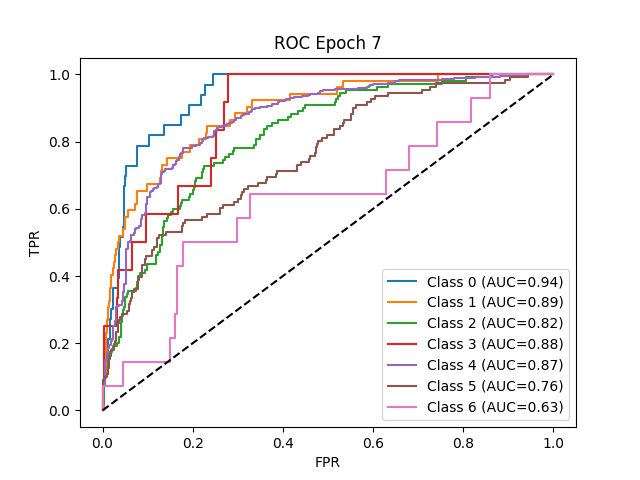 ROC Epoch 7
TPR
1.0
0.8
0.6
0.4
0.2
0.0
Class 0 (AUC=0.94)
Class 1 (AUC=0.89)
Class 2 (AUC=0.82)
Class 3 (AUC=0.88)
Class 4 (AUC=0.87)
Class 5 (AUC=0.76)
Class 6 (AUC=0.63)
0.0 0.2 0.4 0.6 0.8 1.0
FPR